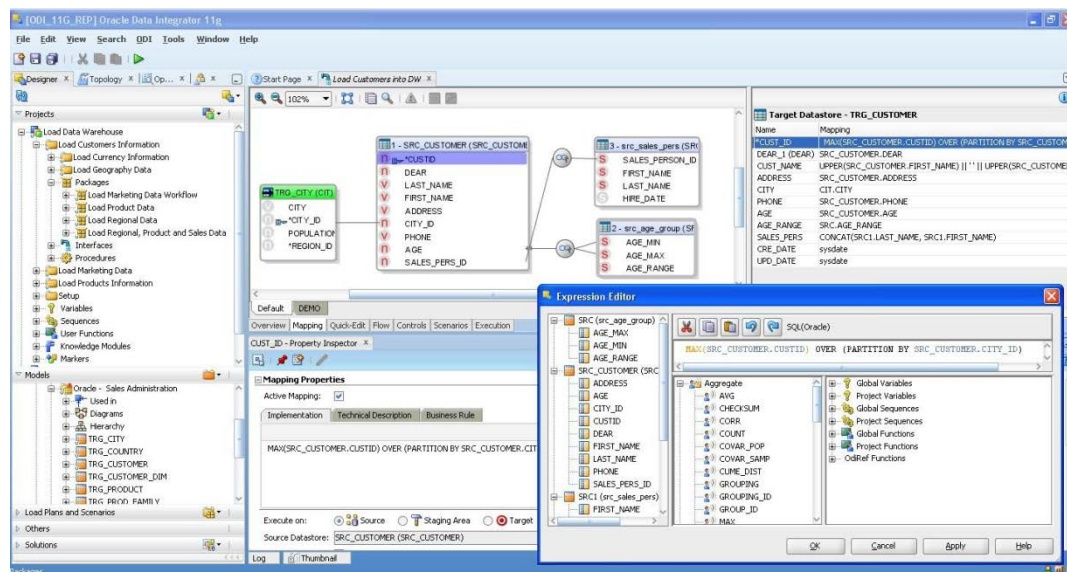 [ODI_11G_REP] Oracle Data Integrator 11g
File Edit View Search ODI Tools Window Help
Designer Topology Op...
Start Page Load Customers into DW
102%
Projects
Load Data Warehouse
Load Customers Information
Load Currency Information
Load Geography Data
Packages
Load Marketing Data Workflow
Load Product Data
Load Regional Data
Load Regional, Product and Sales Data
Interfaces
Procedures
Load Marketing Data
Load Products Information
Setup
Variables
Sequences
User Functions
Knowledge Modules
Markers
Models
Oracle - Sales Administration
Used in
Diagrams
Hierarchy
TRG_CITY
TRG_COUNTRY
TRG_CUSTOMER
TRG_CUSTOMER_DIM
TRG_PRODUCT
TRG_PROD_FAMILY
Load Plans and Scenarios
Others
Solutions
TRG_CITY (CIT)
CITY
*CITY_ID
POPULATION
*REGION_ID
1 - SRC_CUSTOMER (SRC_CUSTOME
*CUSTID
DEAR
LAST_NAME
FIRST_NAME
ADDRESS
CITY_ID
PHONE
AGE
SALES_PERS_ID
3 - src_sales_pers (SRC
SALES_PERSON_ID
FIRST_NAME
LAST_NAME
HIRE_DATE
2 - src_age_group (SF
AGE_MIN
AGE_MAX
AGE_RANGE
Default DEMO
Overview Mapping Quick-Edit Flow Controls Scenarios Execution
Target Datastore - TRG_CUSTOMER
Name Mapping
*CUST_ID MAX(SRC_CUSTOMER.CUSTID) OVER (PARTITION BY SRC_CUSTOM
DEAR_1 (DEAR) SRC_CUSTOMER.DEAR
CUST_NAME UPPER(SRC_CUSTOMER.FIRST_NAME) || ' ' || UPPER(SRC_CUSTOME
ADDRESS SRC_CUSTOMER.ADDRESS
CITY CIT.CITY
PHONE SRC_CUSTOMER.PHONE
AGE SRC_CUSTOMER.AGE
AGE_RANGE SRC.AGE_RANGE
SALES_PERS CONCAT(SRC1.LAST_NAME, SRC1.FIRST_NAME)
CRE_DATE sysdate
UPD_DATE sysdate
CUST_ID - Property Inspector
Mapping Properties
Active Mapping:
Implementation Technical Description Business Rule
MAX(SRC_CUSTOMER.CUSTID) OVER (PARTITION BY SRC_CUSTOMER.CIT
Execute on: Source Staging Area Target
Source Datastore: SRC_CUSTOMER (SRC_CUSTOMER)
Log Thumbnail
Expression Editor
SRC (src_age_group)
AGE_MAX
AGE_MIN
AGE_RANGE
SRC_CUSTOMER (SRC
ADDRESS
AGE
CITY_ID
CUSTID
DEAR
FIRST_NAME
LAST_NAME
PHONE
SALES_PERS_ID
SRC1 (src_sales_pers)
FIRST_NAME
SQL(Oracle)
MAX(SRC_CUSTOMER.CUSTID) OVER (PARTITION BY SRC_CUSTOMER.CITY_ID)
Aggregate
AVG
CHECKSUM
CORR
COUNT
COVAR_POP
COVAR_SAMP
CUME_DIST
GROUPING
GROUPING_ID
GROUP_ID
MAX
Global Variables
Project Variables
Global Sequences
Project Sequences
Global Functions
Project Functions
OdiRef Functions
OK Cancel Apply Help
Packages